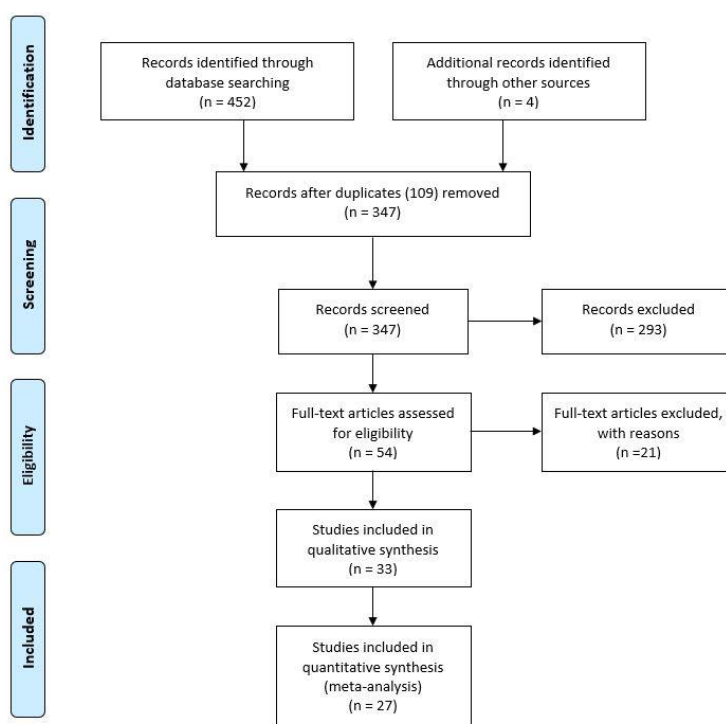 Identification
Records identified through
database searching
(n = 452)
Additional records identified
through other sources
(n = 4)
Records after duplicates (109) removed
(n = 347)
Screening
Records screened
(n = 347)
Records excluded
(n = 293)
Eligibility
Full-text articles assessed
for eligibility
(n = 54)
Full-text articles excluded,
with reasons
(n =21)
Studies included in
qualitative synthesis
(n = 33)
Included
Studies included in
quantitative synthesis
(meta-analysis)
(n = 27)